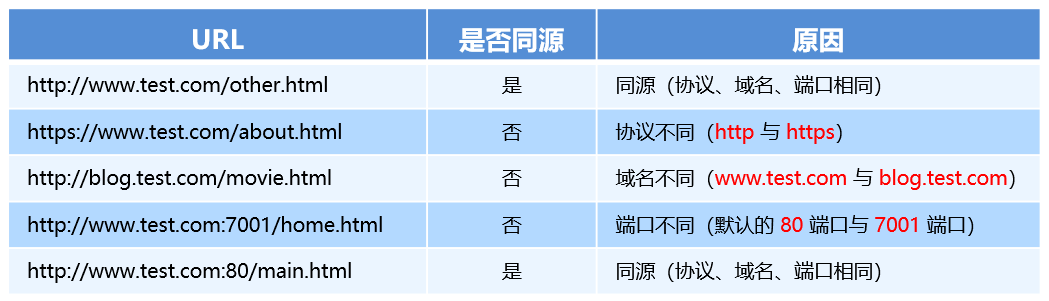 URL 是否同源 原因
http://www.test.com/other.html 是 同源（协议、域名、端口相同）
https://www.test.com/about.html 否 协议不同（http 与 https）
http://blog.test.com/movie.html 否 域名不同（www.test.com 与 blog.test.com）
http://www.test.com:7001/home.html 否 端口不同（默认的 80 端口与 7001 端口）
http://www.test.com:80/main.html 是 同源（协议、域名、端口相同）